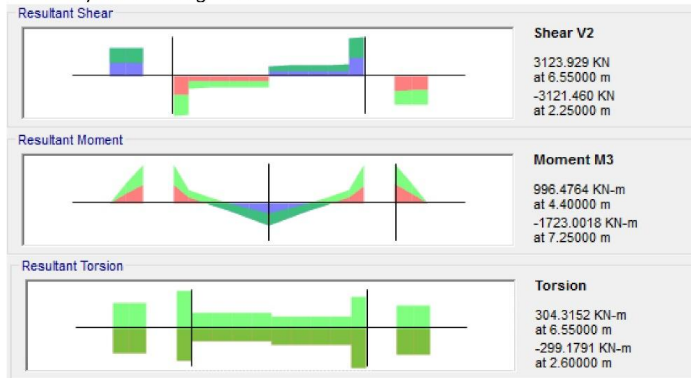 Resultant Shear
Shear V2
3123.929 KN
at 6.55000 m
-3121.460 KN
at 2.25000 m
Resultant Moment
Moment M3
996.4764 KN-m
at 4.40000 m
-1723.0018 KN-m
at 7.25000 m
Resultant Torsion
Torsion
304.3152 KN-m
at 6.55000 m
-299.1791 KN-m
at 2.60000 m